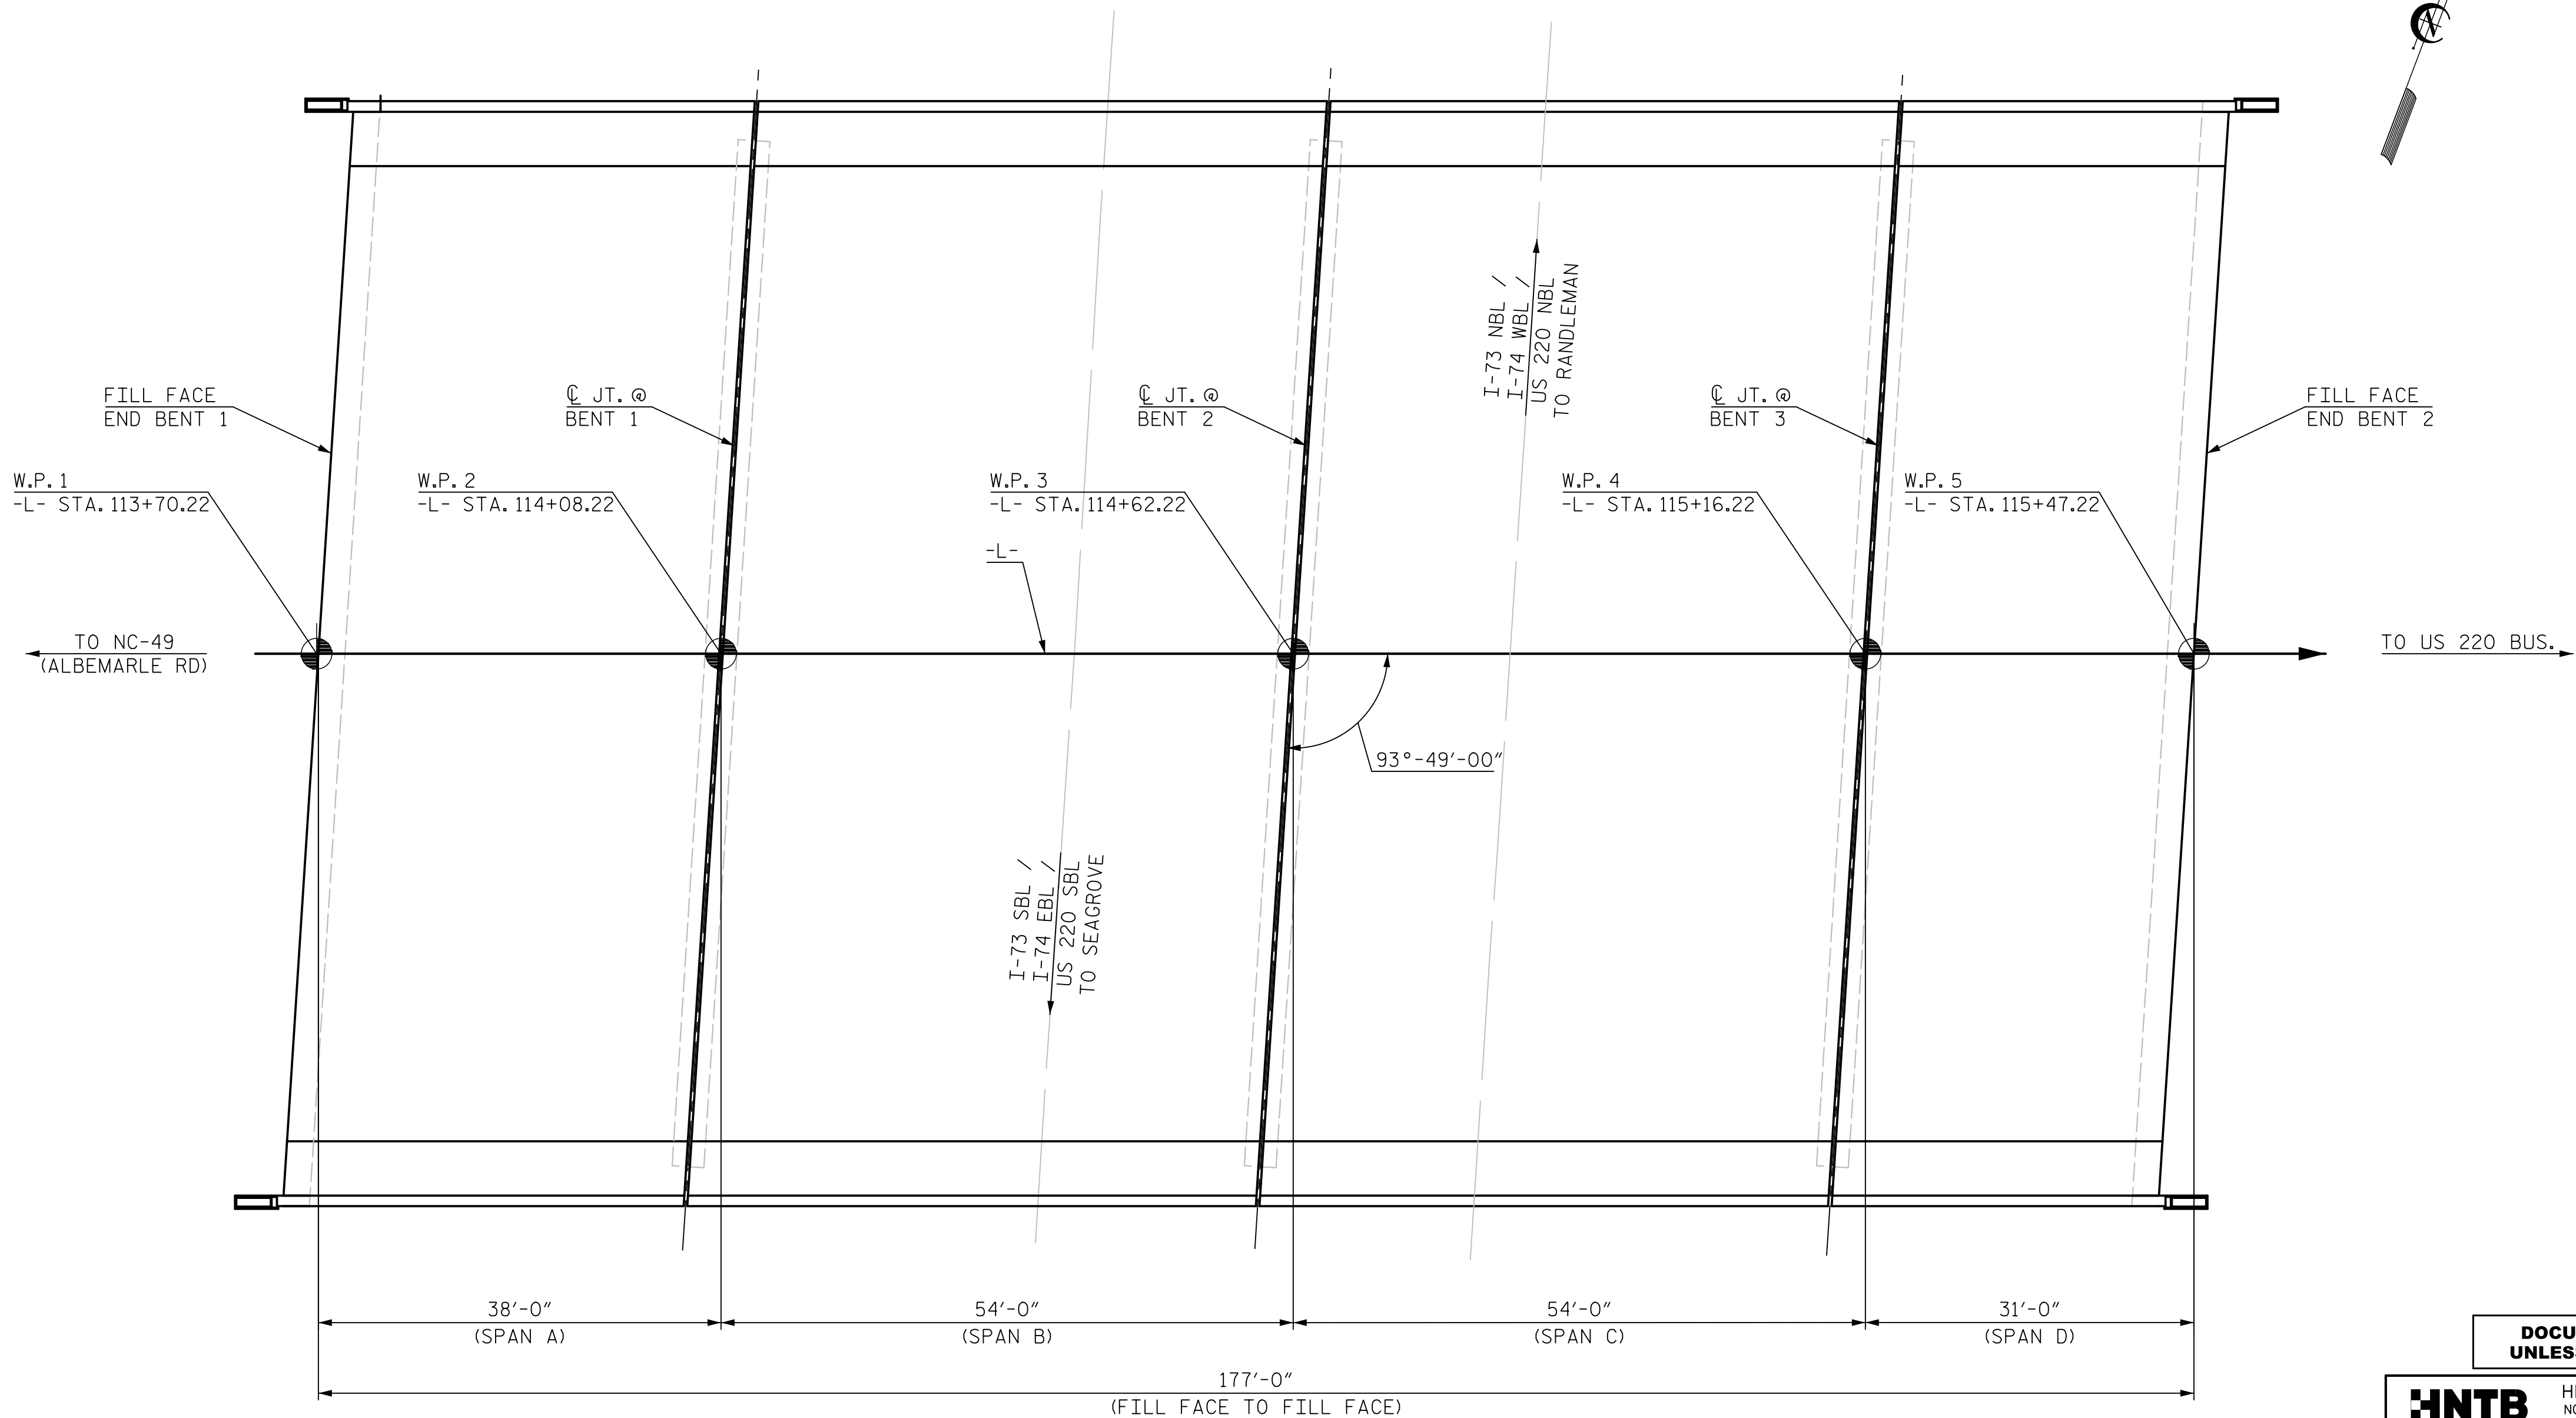 I-73 NBL /
I-74 WBL /
US 220 NBL
TO RANDLEMAN
FILL FACE
END BENT 1
℄ JT. @
BENT 1
℄ JT. @
BENT 2
℄ JT. @
BENT 3
FILL FACE
END BENT 2
W.P. 1
-L- STA. 113+70.22
W.P. 2
-L- STA. 114+08.22
W.P. 3
-L- STA. 114+62.22
W.P. 4
-L- STA. 115+16.22
W.P. 5
-L- STA. 115+47.22
-L-
TO NC-49
(ALBEMARLE RD)
TO US 220 BUS.
93°-49'-00"
I-73 SBL /
I-74 EBL /
US 220 SBL
TO SEAGROVE
38'-0"
(SPAN A)
54'-0"
(SPAN B)
54'-0"
(SPAN C)
31'-0"
(SPAN D)
177'-0"
(FILL FACE TO FILL FACE)
HNTB